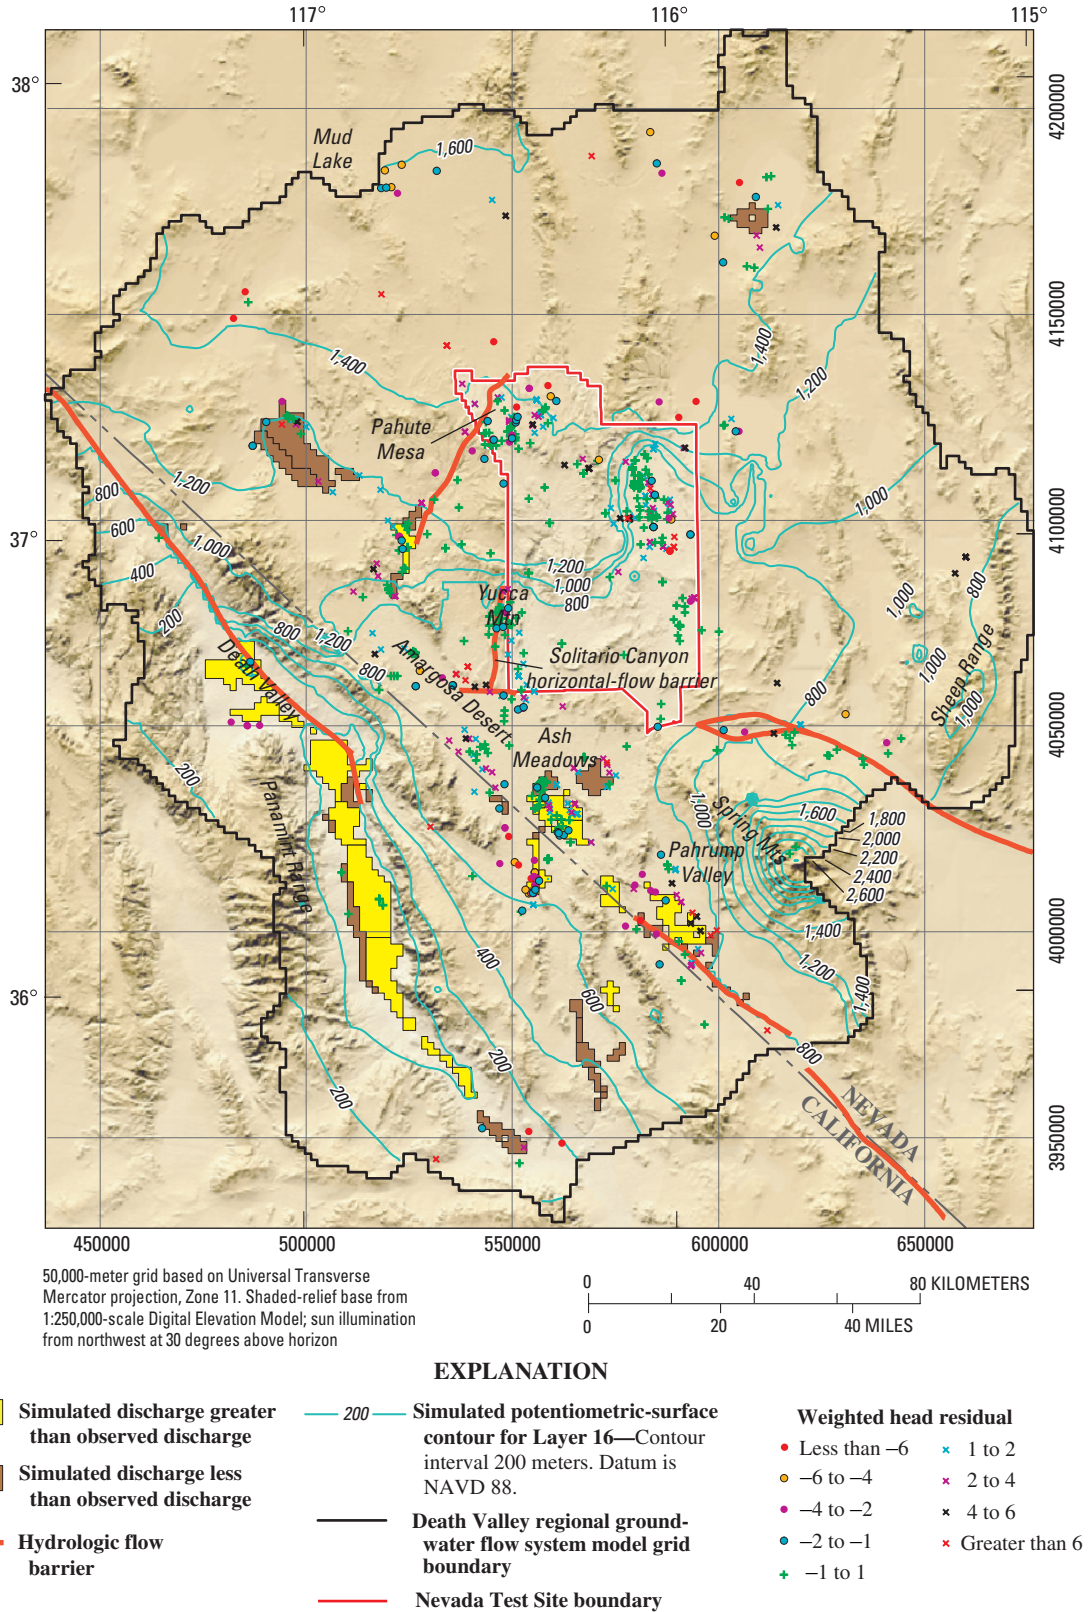 117°
116°
115°
38°
37°
36°
4200000
4150000
4100000
4050000
4000000
3950000
Mud
Lake
1,600
1,400
1,400
1,200
Pahute
Mesa
1,200
800
600
1,000
400
200
1,000
1,200
1,000
800
Yucca
Mtn
800
1,200
800
Death Valley
Amargosa Desert
Solitario Canyon
horizontal-flow barrier
1,000
800
1,000
1,000
800
Sheep Range
Ash
Meadows
200
Panamint Range
1,000
Spring Mts
1,600
1,800
2,000
2,200
2,400
2,600
Pahrump
Valley
1,400
1,200
1,400
400
600
200
200
800
NEVADA
CALIFORNIA
450000
500000
550000
600000
650000
50,000-meter grid based on Universal Transverse
Mercator projection, Zone 11. Shaded-relief base from
1:250,000-scale Digital Elevation Model; sun illumination
from northwest at 30 degrees above horizon
0
40
80 KILOMETERS
0
20
40 MILES
EXPLANATION
Simulated discharge greater
than observed discharge
Simulated discharge less
than observed discharge
Hydrologic flow
barrier
200
Simulated potentiometric-surface
contour for Layer 16—Contour
interval 200 meters. Datum is
NAVD 88.
Death Valley regional ground-
water flow system model grid
boundary
Nevada Test Site boundary
Weighted head residual
Less than –6
–6 to –4
–4 to –2
–2 to –1
–1 to 1
1 to 2
2 to 4
4 to 6
Greater than 6